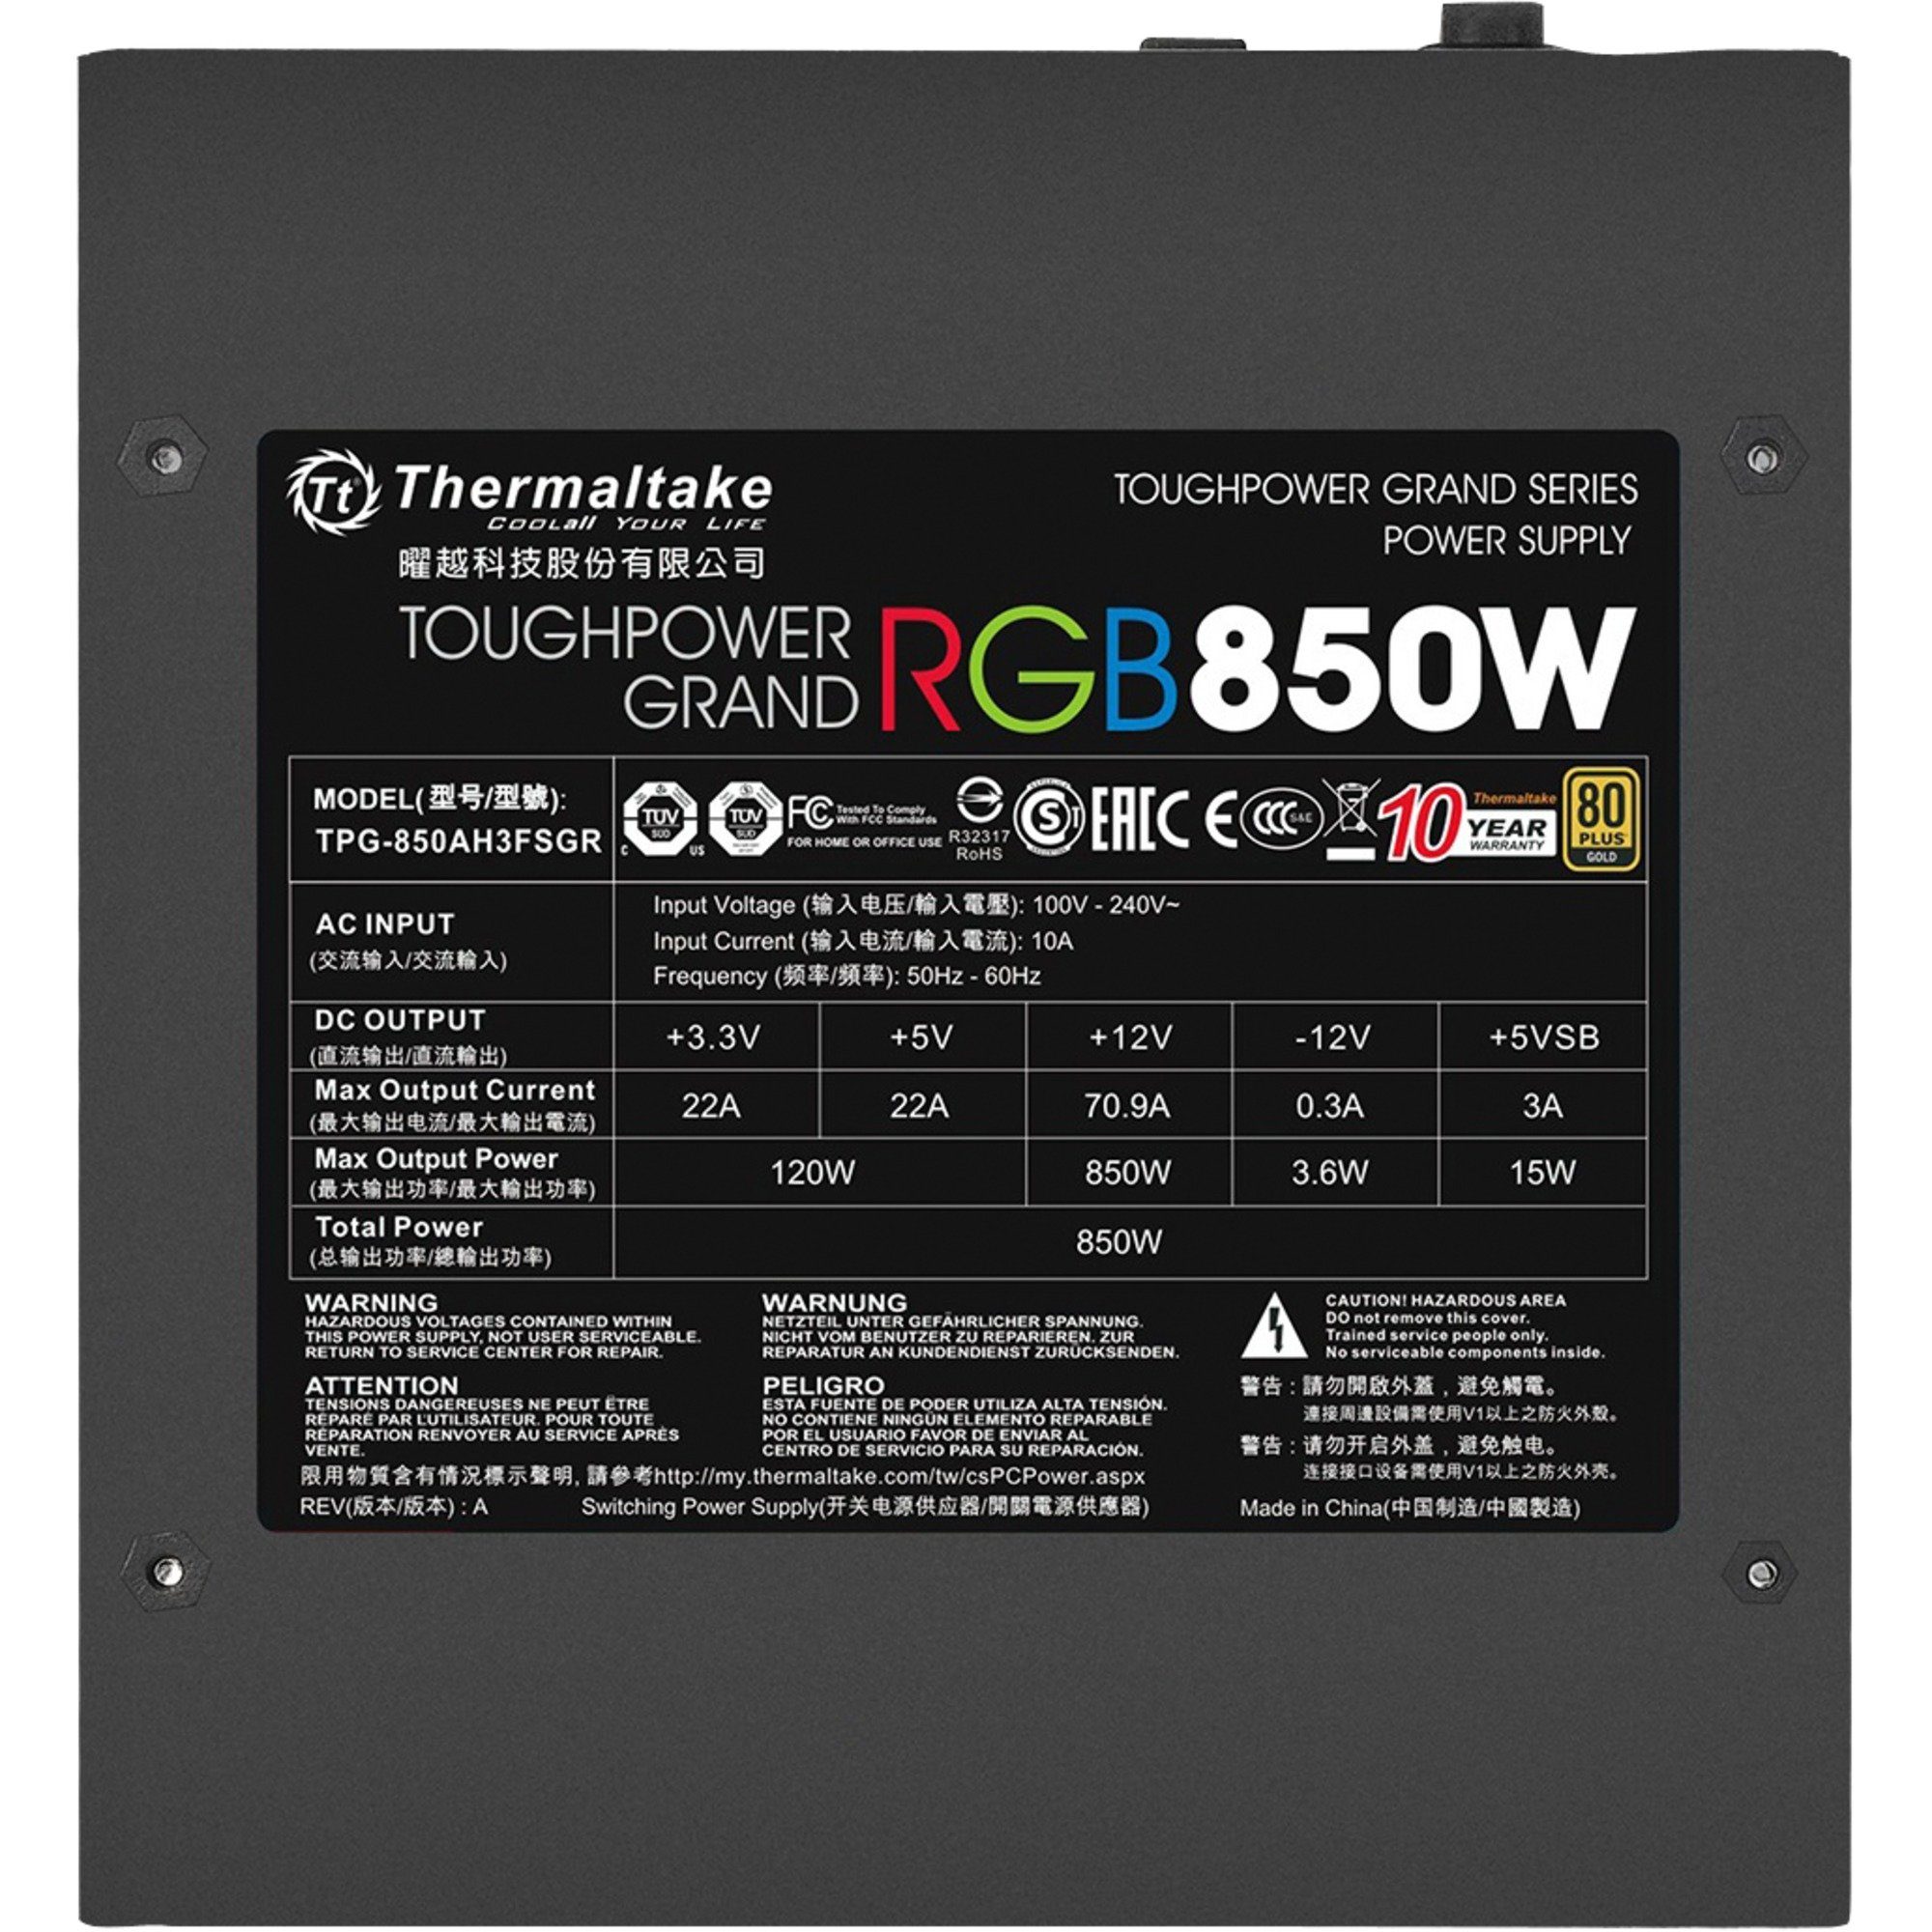 Tt Thermaltake
COOLall YOUR LIFE
曜越科技股份有限公司
TOUGHPOWER GRAND SERIES
POWER SUPPLY
TOUGHPOWER
GRAND
RGB850W
MODEL(型号/型號):
TPG-850AH3FSGR
C TÜV SÜD US
TÜV SÜD
FC Tested To Comply
With FCC Standards
FOR HOME OR OFFICE USE
R32317
RoHS
S
EAC
CE
CCC S&E
10 YEAR
Thermaltake
WARRANTY
80
PLUS
GOLD
AC INPUT
(交流输入/交流輸入)
Input Voltage (输入电压/輸入電壓): 100V - 240V~
Input Current (输入电流/輸入電流): 10A
Frequency (频率/頻率): 50Hz - 60Hz
DC OUTPUT
(直流输出/直流輸出)
+3.3V +5V +12V -12V +5VSB
Max Output Current
(最大输出电流/最大輸出電流)
22A 22A 70.9A 0.3A 3A
Max Output Power
(最大输出功率/最大輸出功率)
120W 850W 3.6W 15W
Total Power
(总输出功率/總輸出功率)
850W
WARNING
HAZARDOUS VOLTAGES CONTAINED WITHIN
THIS POWER SUPPLY, NOT USER SERVICEABLE.
RETURN TO SERVICE CENTER FOR REPAIR.
WARNUNG
NETZTEIL UNTER GEFÄHRLICHER SPANNUNG.
NICHT VOM BENUTZER ZU REPARIEREN. ZUR
REPARATUR AN KUNDENDIENST ZURÜCKSENDEN.
CAUTION! HAZARDOUS AREA
DO not remove this cover.
Trained service people only.
No serviceable components inside.
ATTENTION
TENSIONS DANGEREUSES NE PEUT ÊTRE
RÉPARÉ PAR L'UTILISATEUR. POUR TOUTE
RÉPARATION RENVOYER AU SERVICE APRÈS
VENTE.
PELIGRO
ESTA FUENTE DE PODER UTILIZA ALTA TENSIÓN.
NO CONTIENE NINGÚN ELEMENTO REPARABLE
POR EL USUARIO FAVOR DE ENVIAR AL
CENTRO DE SERVICIO PARA SU REPARACIÓN.
警告 : 請勿開啟外蓋，避免觸電。
連接周邊設備需使用V1以上之防火外殼。
警告 : 请勿开启外盖，避免触电。
连接接口设备需使用V1以上之防火外壳。
限用物質含有情況標示聲明, 請參考http://my.thermaltake.com/tw/csPCPower.aspx
REV(版本/版本) : A
Switching Power Supply(开关电源供应器/開關電源供應器)
Made in China(中国制造/中國製造)